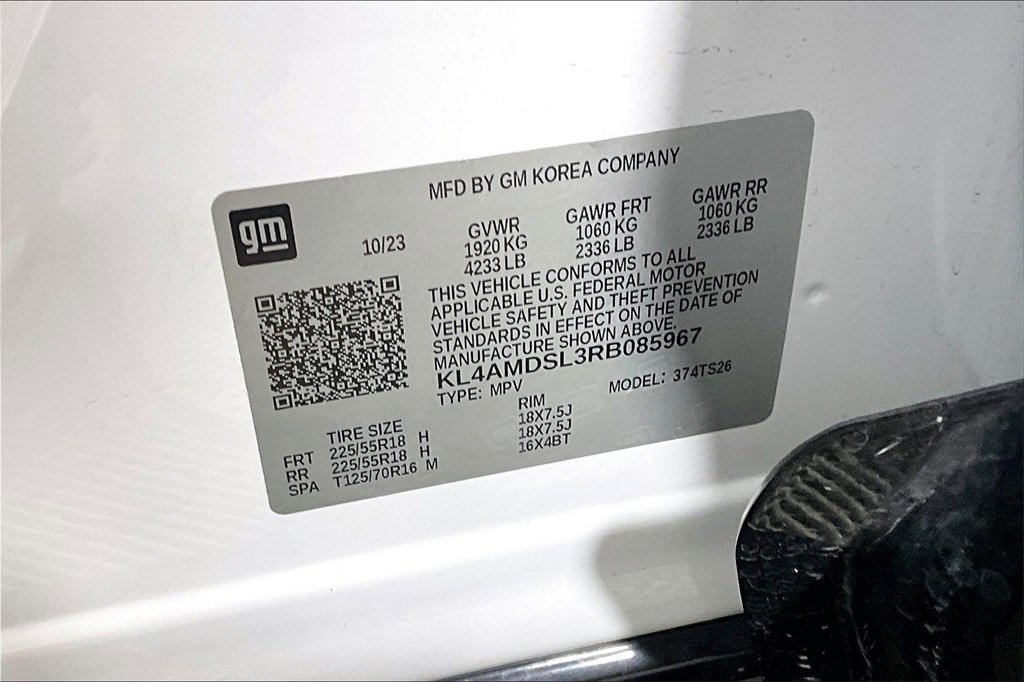 MFD BY GM KOREA COMPANY
gm
10/23
GVWR GAWR FRT GAWR RR
1920 KG 1060 KG 1060 KG
4233 LB 2336 LB 2336 LB
THIS VEHICLE CONFORMS TO ALL
APPLICABLE U.S. FEDERAL MOTOR
VEHICLE SAFETY AND THEFT PREVENTION
STANDARDS IN EFFECT ON THE DATE OF
MANUFACTURE SHOWN ABOVE.
KL4AMDSL3RB085967
TYPE: MPV MODEL: 374TS26
TIRE SIZE RIM
FRT 225/55R18 H 18X7.5J
RR 225/55R18 H 18X7.5J
SPA T125/70R16 M 16X4BT